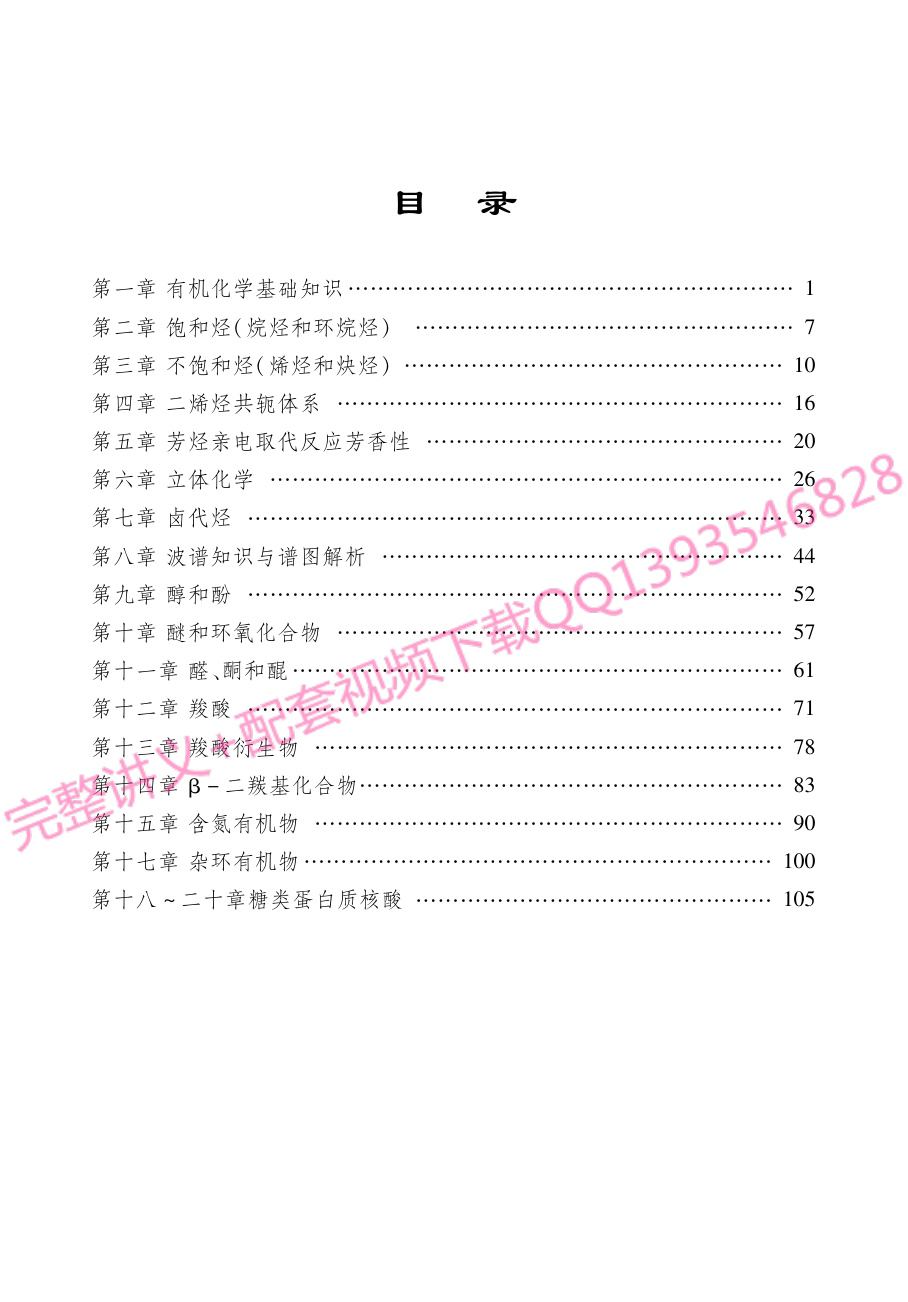 目 录
第一章 有机化学基础知识………………………………………………… 1
第二章 饱和烃(烷烃和环烷烃) ………………………………………… 7
第三章 不饱和烃(烯烃和炔烃) ………………………………………… 10
第四章 二烯烃共轭体系 ………………………………………………… 16
第五章 芳烃亲电取代反应芳香性 ……………………………………… 20
第六章 立体化学 ………………………………………………………… 26
第七章 卤代烃 …………………………………………………………… 33
第八章 波谱知识与谱图解析 …………………………………………… 44
第九章 醇和酚 …………………………………………………………… 52
第十章 醚和环氧化合物 ………………………………………………… 57
第十一章 醛、酮和醌……………………………………………………… 61
第十二章 羧酸 …………………………………………………………… 71
第十三章 羧酸衍生物 …………………………………………………… 78
第十四章 β－二羰基化合物……………………………………………… 83
第十五章 含氮有机物 …………………………………………………… 90
第十七章 杂环有机物…………………………………………………… 100
第十八～二十章糖类蛋白质核酸 ……………………………………… 105
完整讲义+配套视频下载QQ1393546828